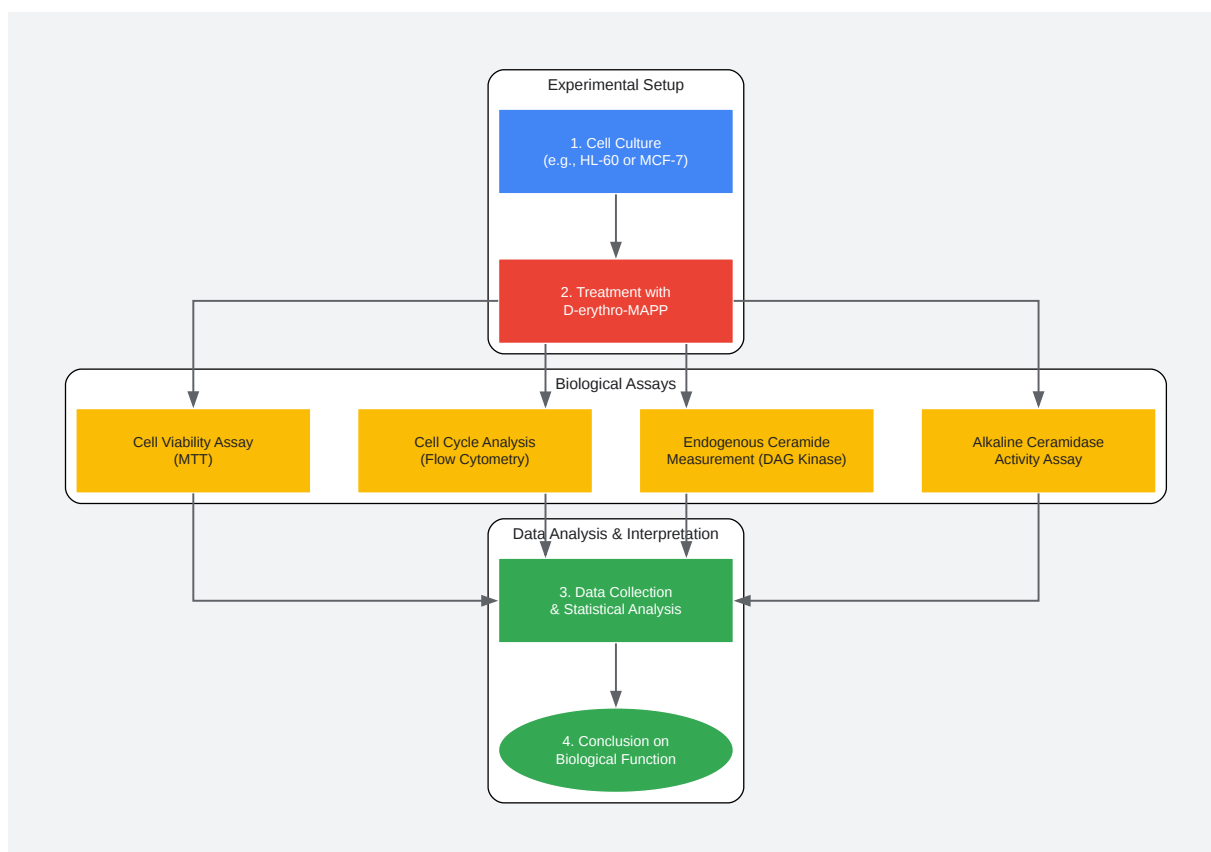 Experimental Setup
1. Cell Culture
(e.g., HL-60 or MCF-7)
2. Treatment with
D-erythro-MAPP
Biological Assays
Cell Viability Assay
(MTT)
Cell Cycle Analysis
(Flow Cytometry)
Endogenous Ceramide
Measurement (DAG Kinase)
Alkaline Ceramidase
Activity Assay
Data Analysis & Interpretation
3. Data Collection
& Statistical Analysis
4. Conclusion on
Biological Function